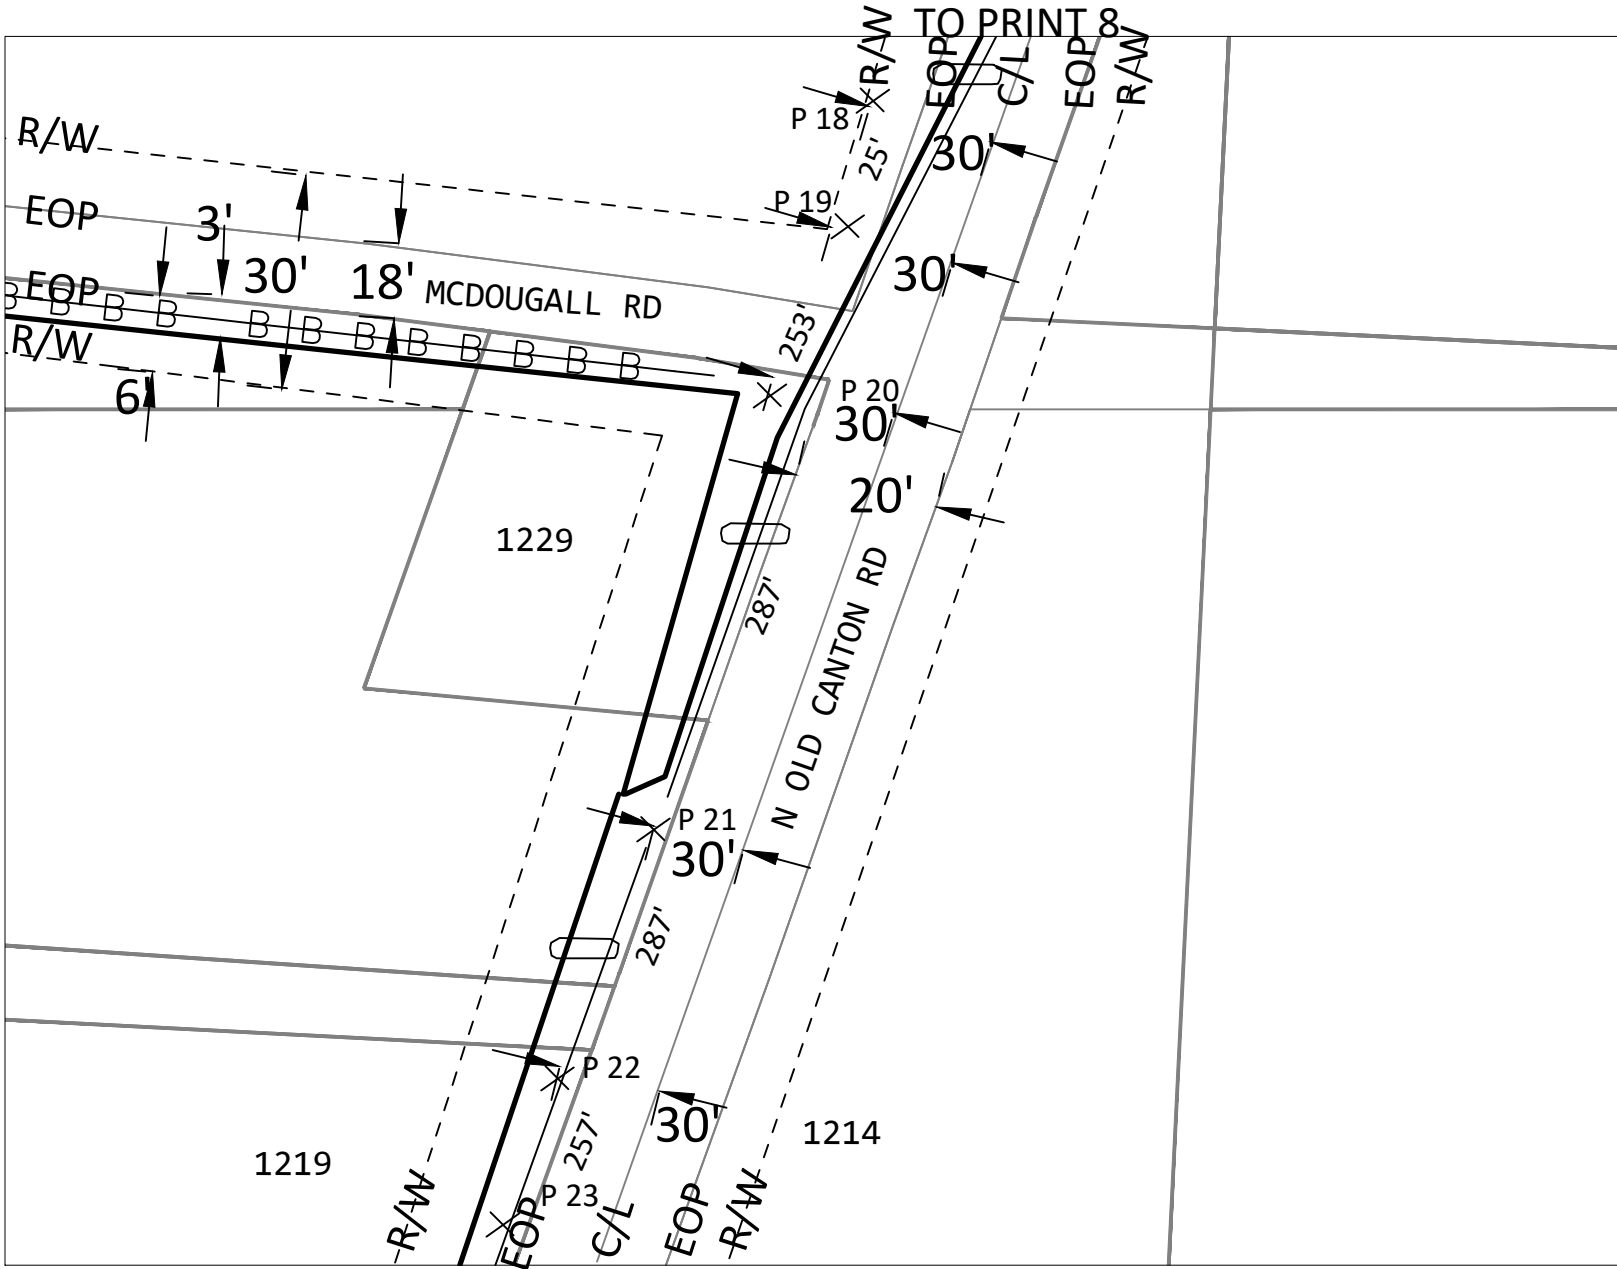 TO PRINT 8
R/W
EOP
C/L
EOP
R/W
P 18
25'
30'
R/W
P 19
EOP
3'
30'
18'
MCDOUGALL RD
30'
EOP
B B B B B B B B B B B B
R/W
6'
253'
P 20
30'
20'
1229
287'
N OLD CANTON RD
P 21
30'
287'
P 22
30'
1214
257'
1219
P 23
R/W
EOP
C/L
EOP
R/W